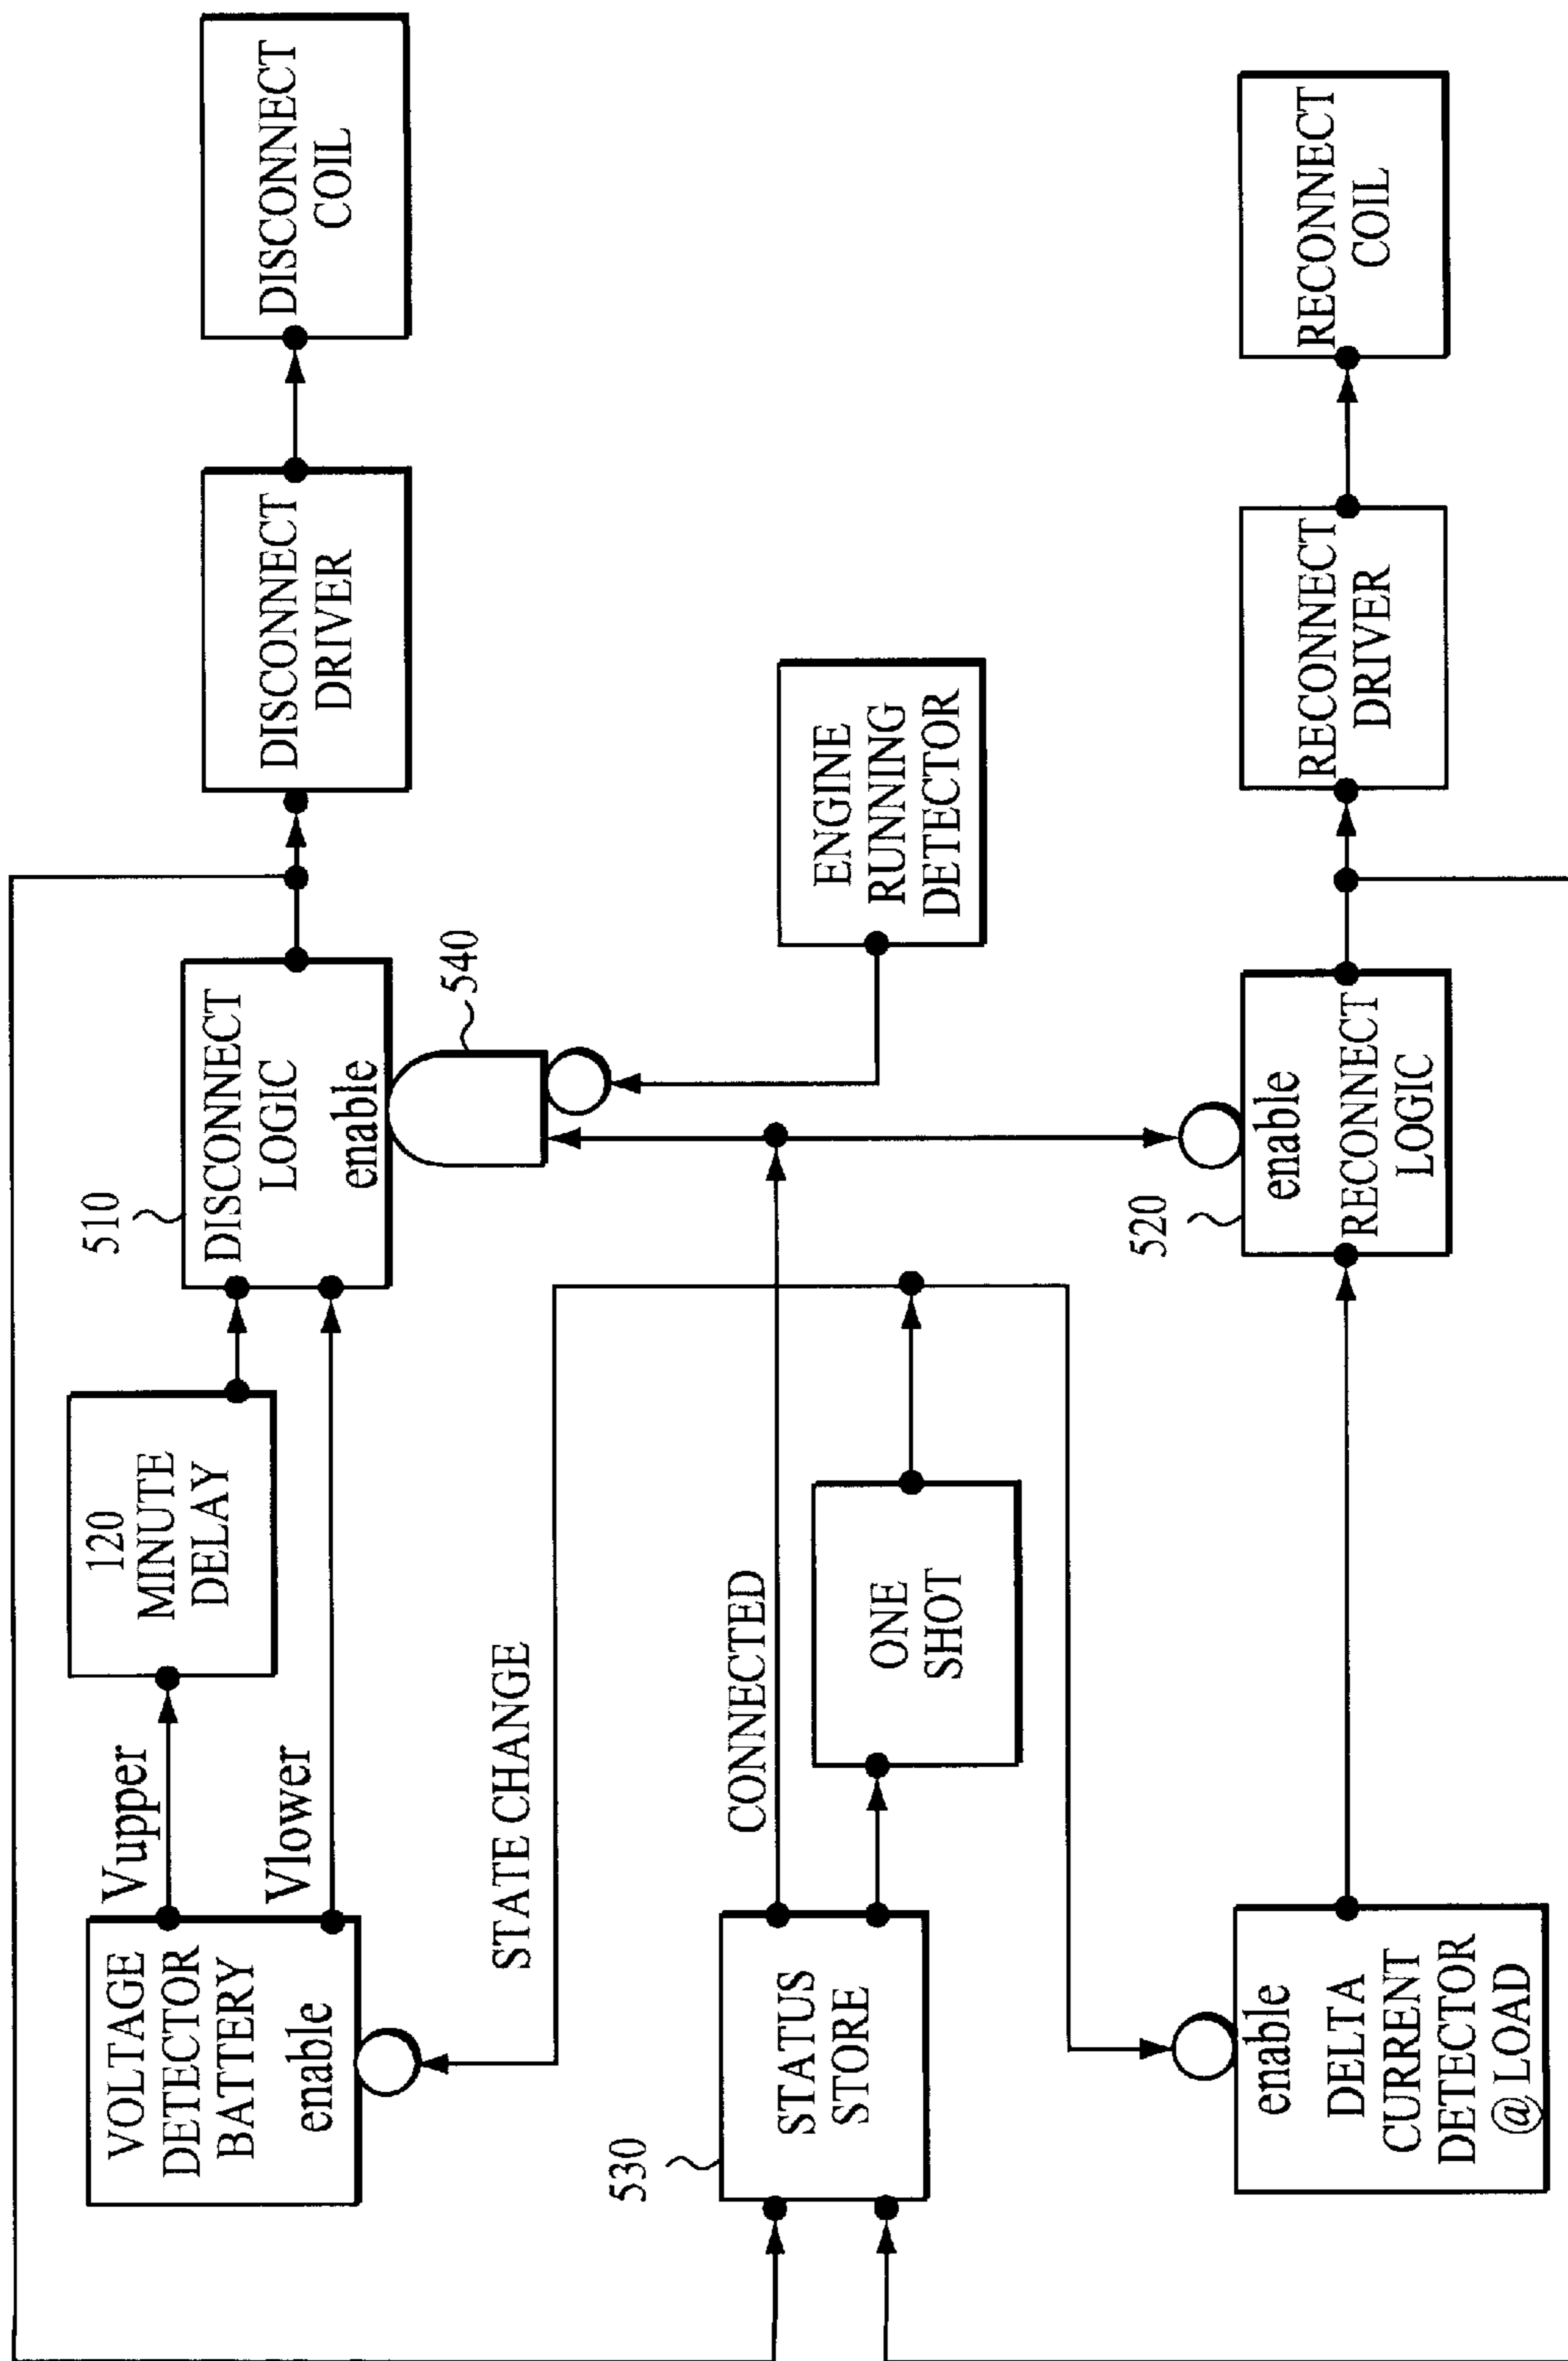 VOLTAGE
DETECTOR
BATTERY
enable
Vupper
Vlower
120
MINUTE
DELAY
510
DISCONNECT
LOGIC
enable
540
DISCONNECT
DRIVER
DISCONNECT
COIL
STATE CHANGE
530
STATUS
STORE
CONNECTED
ONE
SHOT
ENGINE
RUNNING
DETECTOR
enable
DELTA
CURRENT
DETECTOR
@ LOAD
520
enable
RECONNECT
LOGIC
RECONNECT
DRIVER
RECONNECT
COIL